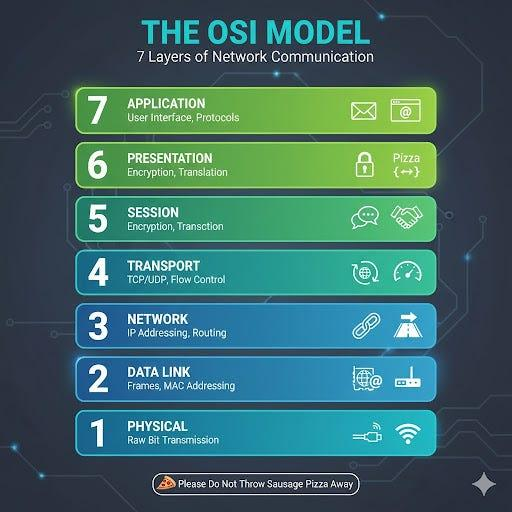 THE OSI MODEL
7 Layers of Network Communication
7 APPLICATION
User Interface, Protocols
@
6 PRESENTATION
Encryption, Translation
Pizza
{↔}
5 SESSION
Encryption, Transction
4 TRANSPORT
TCP/UDP, Flow Control
3 NETWORK
IP Addressing, Routing
2 DATA LINK
Frames, MAC Addressing
@
1 PHYSICAL
Raw Bit Transmission
Please Do Not Throw Sausage Pizza Away